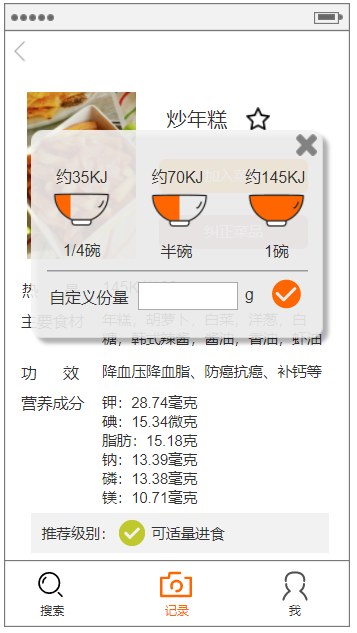 炒年糕
约35KJ 约70KJ 约145KJ
1/4碗 半碗 1碗
自定义份量 g
热 量 145
主要食材 年糕，胡萝卜，白菜，洋葱，白
糖，韩式辣酱，酱油，香油，虾油
功 效 降血压降血脂、防癌抗癌、补钙等
营养成分 钾：28.74毫克
碘：15.34微克
脂肪：15.18克
钠：13.39毫克
磷：13.38毫克
镁：10.71毫克
推荐级别： 可适量进食
搜索 记录 我